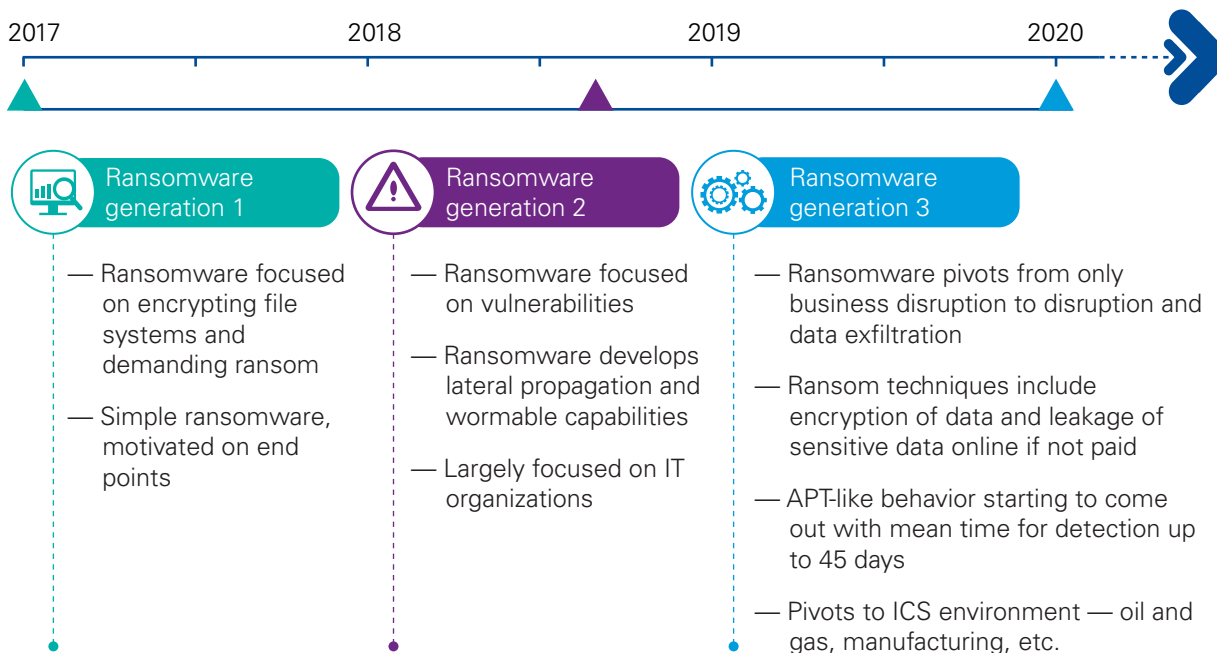 2017 2018 2019 2020
Ransomware
generation 1
— Ransomware focused
on encrypting file
systems and
demanding ransom
— Simple ransomware,
motivated on end
points
Ransomware
generation 2
— Ransomware focused
on vulnerabilities
— Ransomware develops
lateral propagation and
wormable capabilities
— Largely focused on IT
organizations
Ransomware
generation 3
— Ransomware pivots from only
business disruption to disruption and
data exfiltration
— Ransom techniques include
encryption of data and leakage of
sensitive data online if not paid
— APT-like behavior starting to come
out with mean time for detection up
to 45 days
— Pivots to ICS environment — oil and
gas, manufacturing, etc.